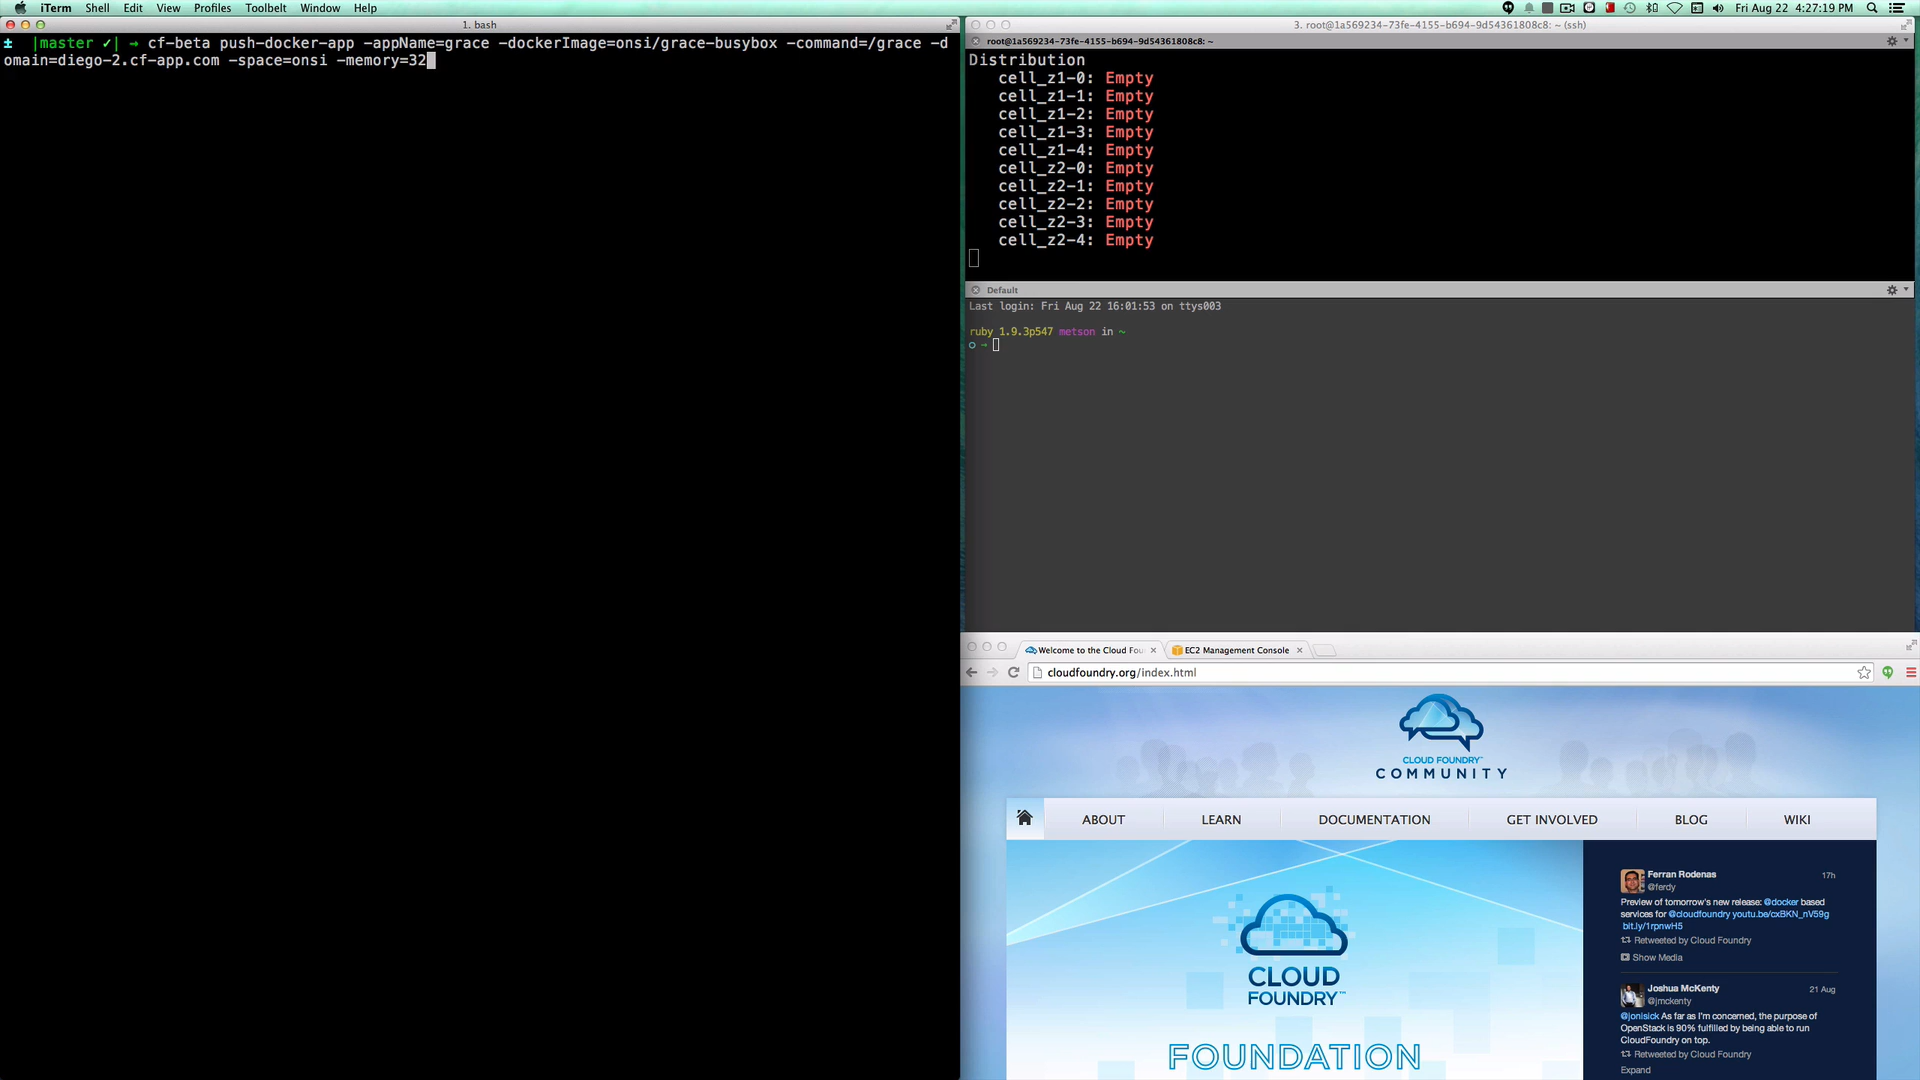 iTerm Shell Edit View Profiles Toolbelt Window Help
Fri Aug 22 4:27:19 PM
1. bash
|master ✓| → cf-beta push-docker-app -appName=grace -dockerImage=onsi/grace-busybox -command=/grace -d
omain=diego-2.cf-app.com -space=onsi -memory=32
3. root@1a569234-73fe-4155-b694-9d54361808c8: ~ (ssh)
root@1a569234-73fe-4155-b694-9d54361808c8: ~
Distribution
cell_z1-0: Empty
cell_z1-1: Empty
cell_z1-2: Empty
cell_z1-3: Empty
cell_z1-4: Empty
cell_z2-0: Empty
cell_z2-1: Empty
cell_z2-2: Empty
cell_z2-3: Empty
cell_z2-4: Empty
Default
Last login: Fri Aug 22 16:01:53 on ttys003
ruby 1.9.3p547 metson in ~
○ →
Welcome to the Cloud Fou
EC2 Management Console
cloudfoundry.org/index.html
CLOUD FOUNDRY™
COMMUNITY
ABOUT
LEARN
DOCUMENTATION
GET INVOLVED
BLOG
WIKI
CLOUD
FOUNDRY™
FOUNDATION
Ferran Rodenas 17h
@ferdy
Preview of tomorrow's new release: @docker based
services for @cloudfoundry youtu.be/cxBKN_nV59g
bit.ly/1rpnwH5
Retweeted by Cloud Foundry
Show Media
Joshua McKenty 21 Aug
@jmckenty
@jonisick As far as I'm concerned, the purpose of
OpenStack is 90% fulfilled by being able to run
CloudFoundry on top.
Retweeted by Cloud Foundry
Expand